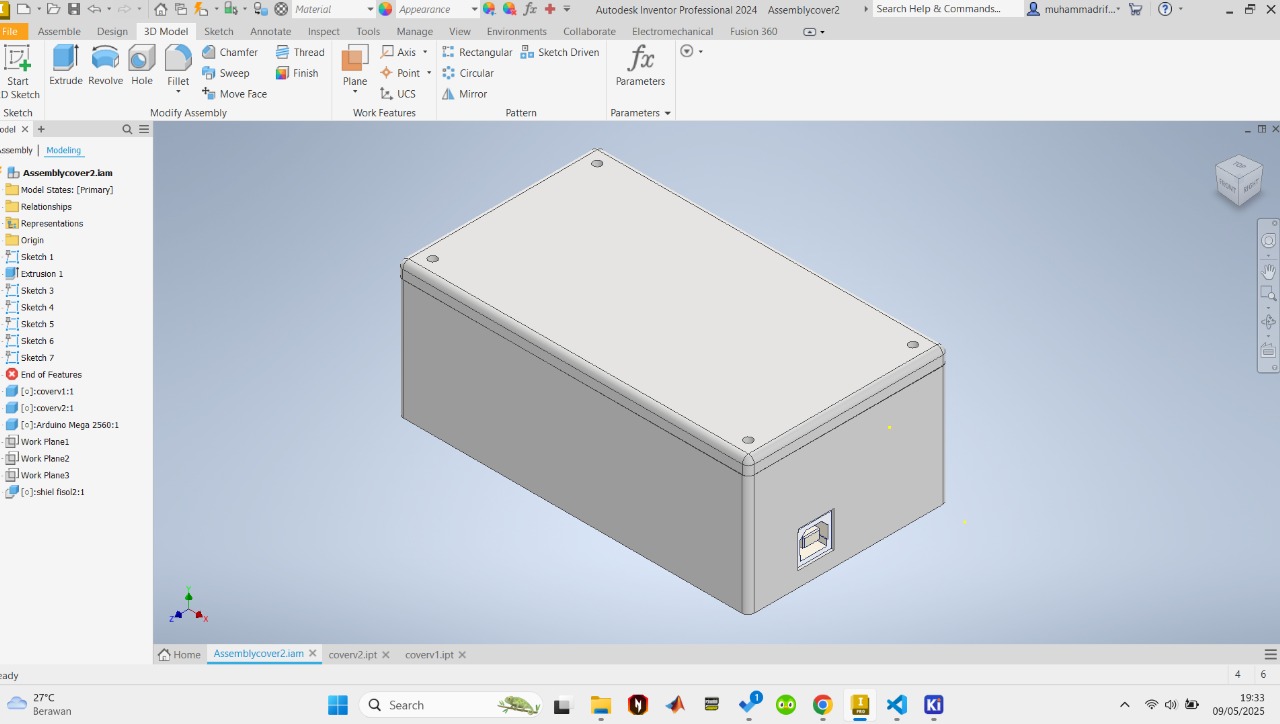 Material
Appearance
Autodesk Inventor Professional 2024 Assemblycover2
Search Help & Commands...
muhammadrif...
File Assembly Design 3D Model Sketch Annotate Inspect Tools Manage View Environments Collaborate Electromechanical Fusion 360
Start
2D Sketch
Sketch
Extrude
Revolve
Hole
Fillet
Chamfer
Sweep
Move Face
Thread
Finish
Modify Assembly
Plane
Axis
Point
UCS
Work Features
Rectangular
Circular
Mirror
Sketch Driven
Pattern
fx
Parameters
Parameters
odel
ssembly Modeling
Assemblycover2.iam
Model States: [Primary]
Relationships
Representations
Origin
Sketch 1
Extrusion 1
Sketch 3
Sketch 4
Sketch 5
Sketch 6
Sketch 7
End of Features
[○]:coverv1:1
[○]:coverv2:1
[○]:Arduino Mega 2560:1
Work Plane1
Work Plane2
Work Plane3
[○]:shiel fisol2:1
TOP
FRONT RIGHT
Y
Z X
Home Assemblycover2.iam coverv2.ipt coverv1.ipt
eady
4 6
27°C
Berawan
Search
1
I
PRO
Ki
19:33
09/05/2025